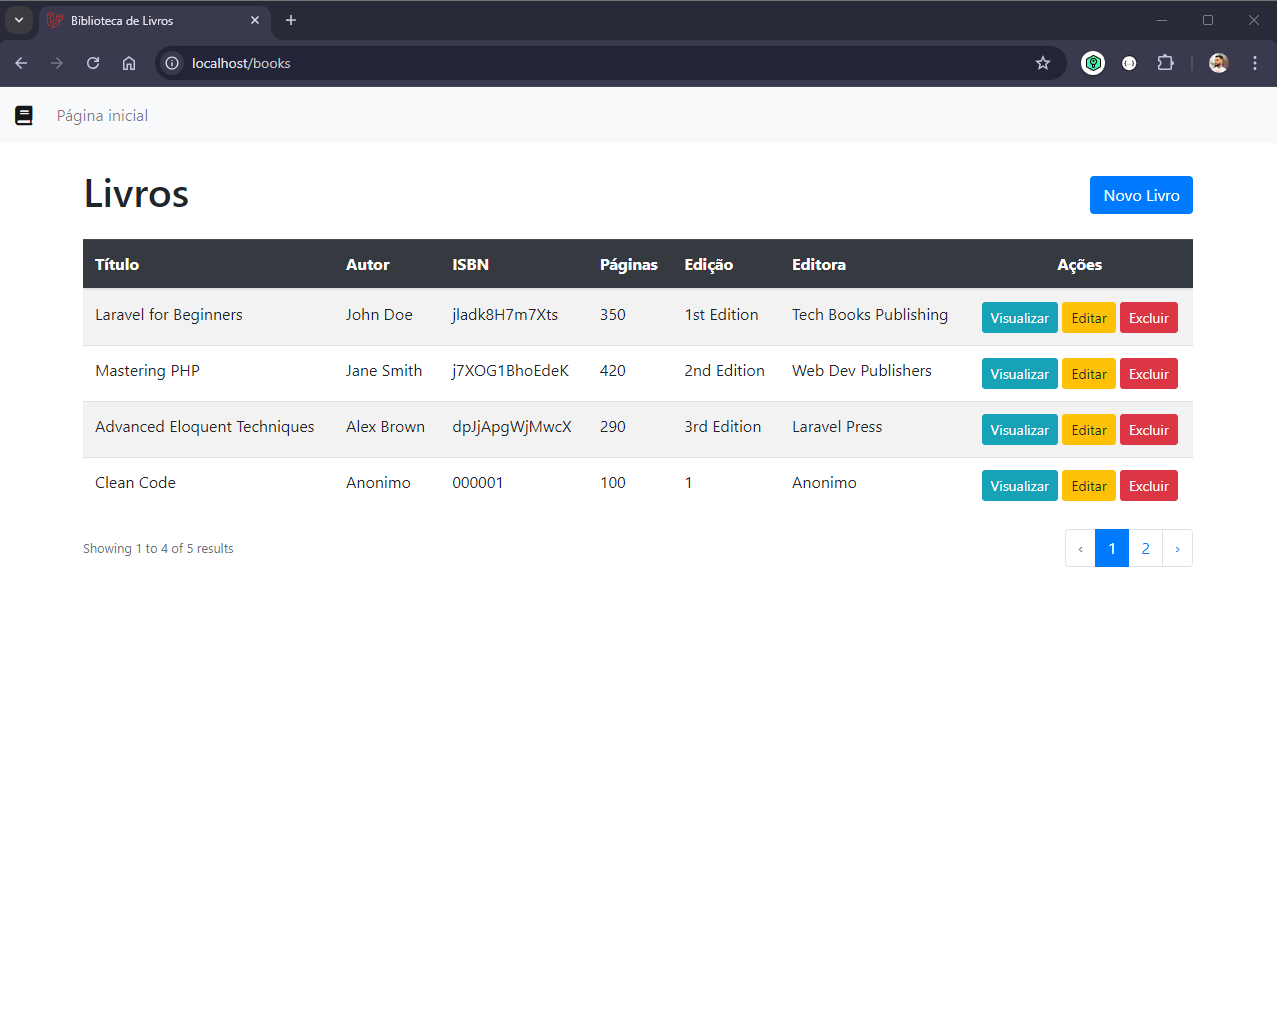 Biblioteca de Livros
localhost/books
Página inicial
Livros
Novo Livro
Título Autor ISBN Páginas Edição Editora Ações
Laravel for Beginners John Doe jladk8H7m7Xts 350 1st Edition Tech Books Publishing Visualizar Editar Excluir
Mastering PHP Jane Smith j7XOG1BhoEdeK 420 2nd Edition Web Dev Publishers Visualizar Editar Excluir
Advanced Eloquent Techniques Alex Brown dpJjApgWjMwcX 290 3rd Edition Laravel Press Visualizar Editar Excluir
Clean Code Anonimo 000001 100 1 Anonimo Visualizar Editar Excluir
Showing 1 to 4 of 5 results ‹ 1 2 ›